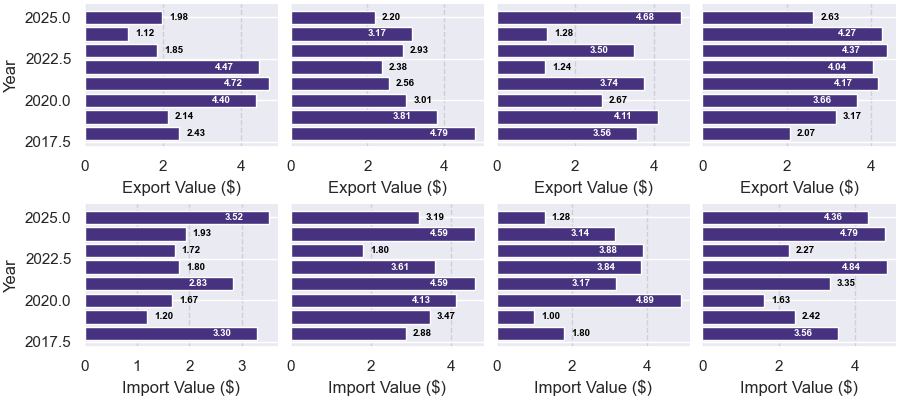 2025.0 1.98 2.20 4.68 2.63
1.12 3.17 1.28 4.27
1.85 2.93 3.50 4.37
2022.5 4.47 2.38 1.24 4.04
4.72 2.56 3.74 4.17
2020.0 4.40 3.01 2.67 3.66
2.14 3.81 4.11 3.17
2.43 4.79 3.56 2.07
2017.5
Year
0 2 4 0 2 4 0 2 4 0 2 4
Export Value ($) Export Value ($) Export Value ($) Export Value ($)
2025.0 3.52 3.19 1.28 4.36
1.93 4.59 3.14 4.79
1.72 1.80 3.88 2.27
2022.5 1.80 3.61 3.84 4.84
2.83 4.59 3.17 3.35
2020.0 1.67 4.13 4.89 1.63
1.20 3.47 1.00 2.42
3.30 2.88 1.80 3.56
2017.5
Year
0 1 2 3 0 2 4 0 2 4 0 2 4
Import Value ($) Import Value ($) Import Value ($) Import Value ($)